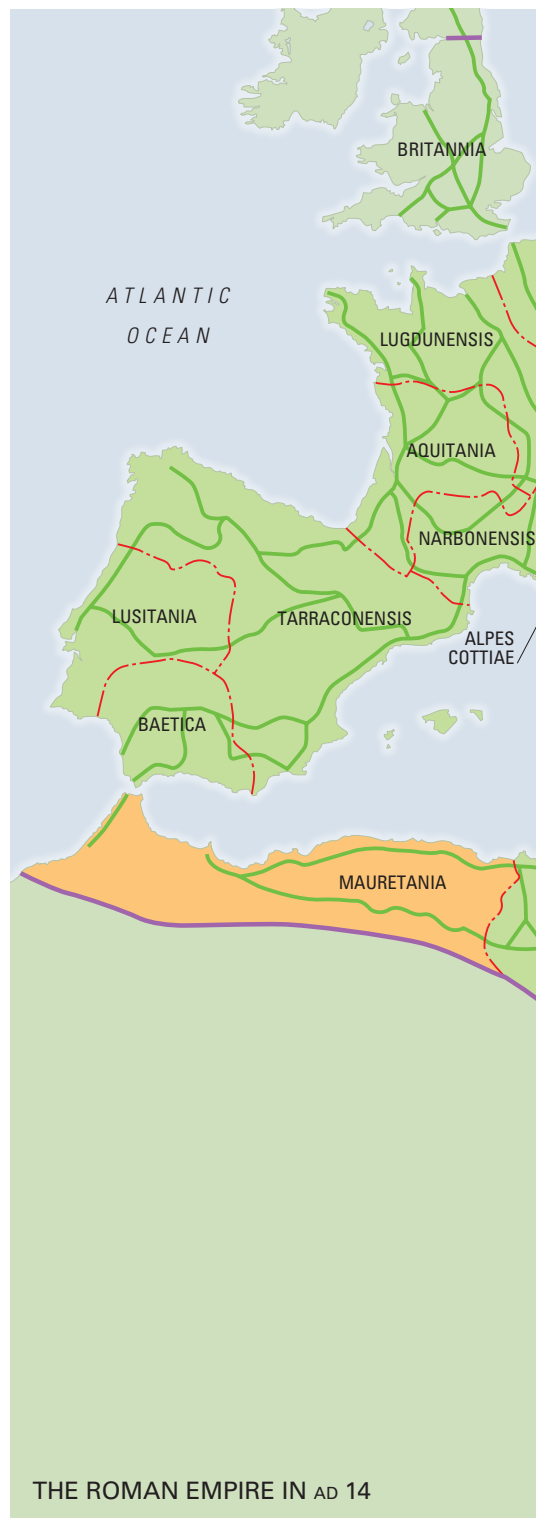 BRITANNIA
ATLANTIC
OCEAN
LUGDUNENSIS
AQUITANIA
NARBONENSIS
LUSITANIA
TARRACONENSIS
ALPES
COTTIAE
BAETICA
MAURETANIA
THE ROMAN EMPIRE IN AD 14